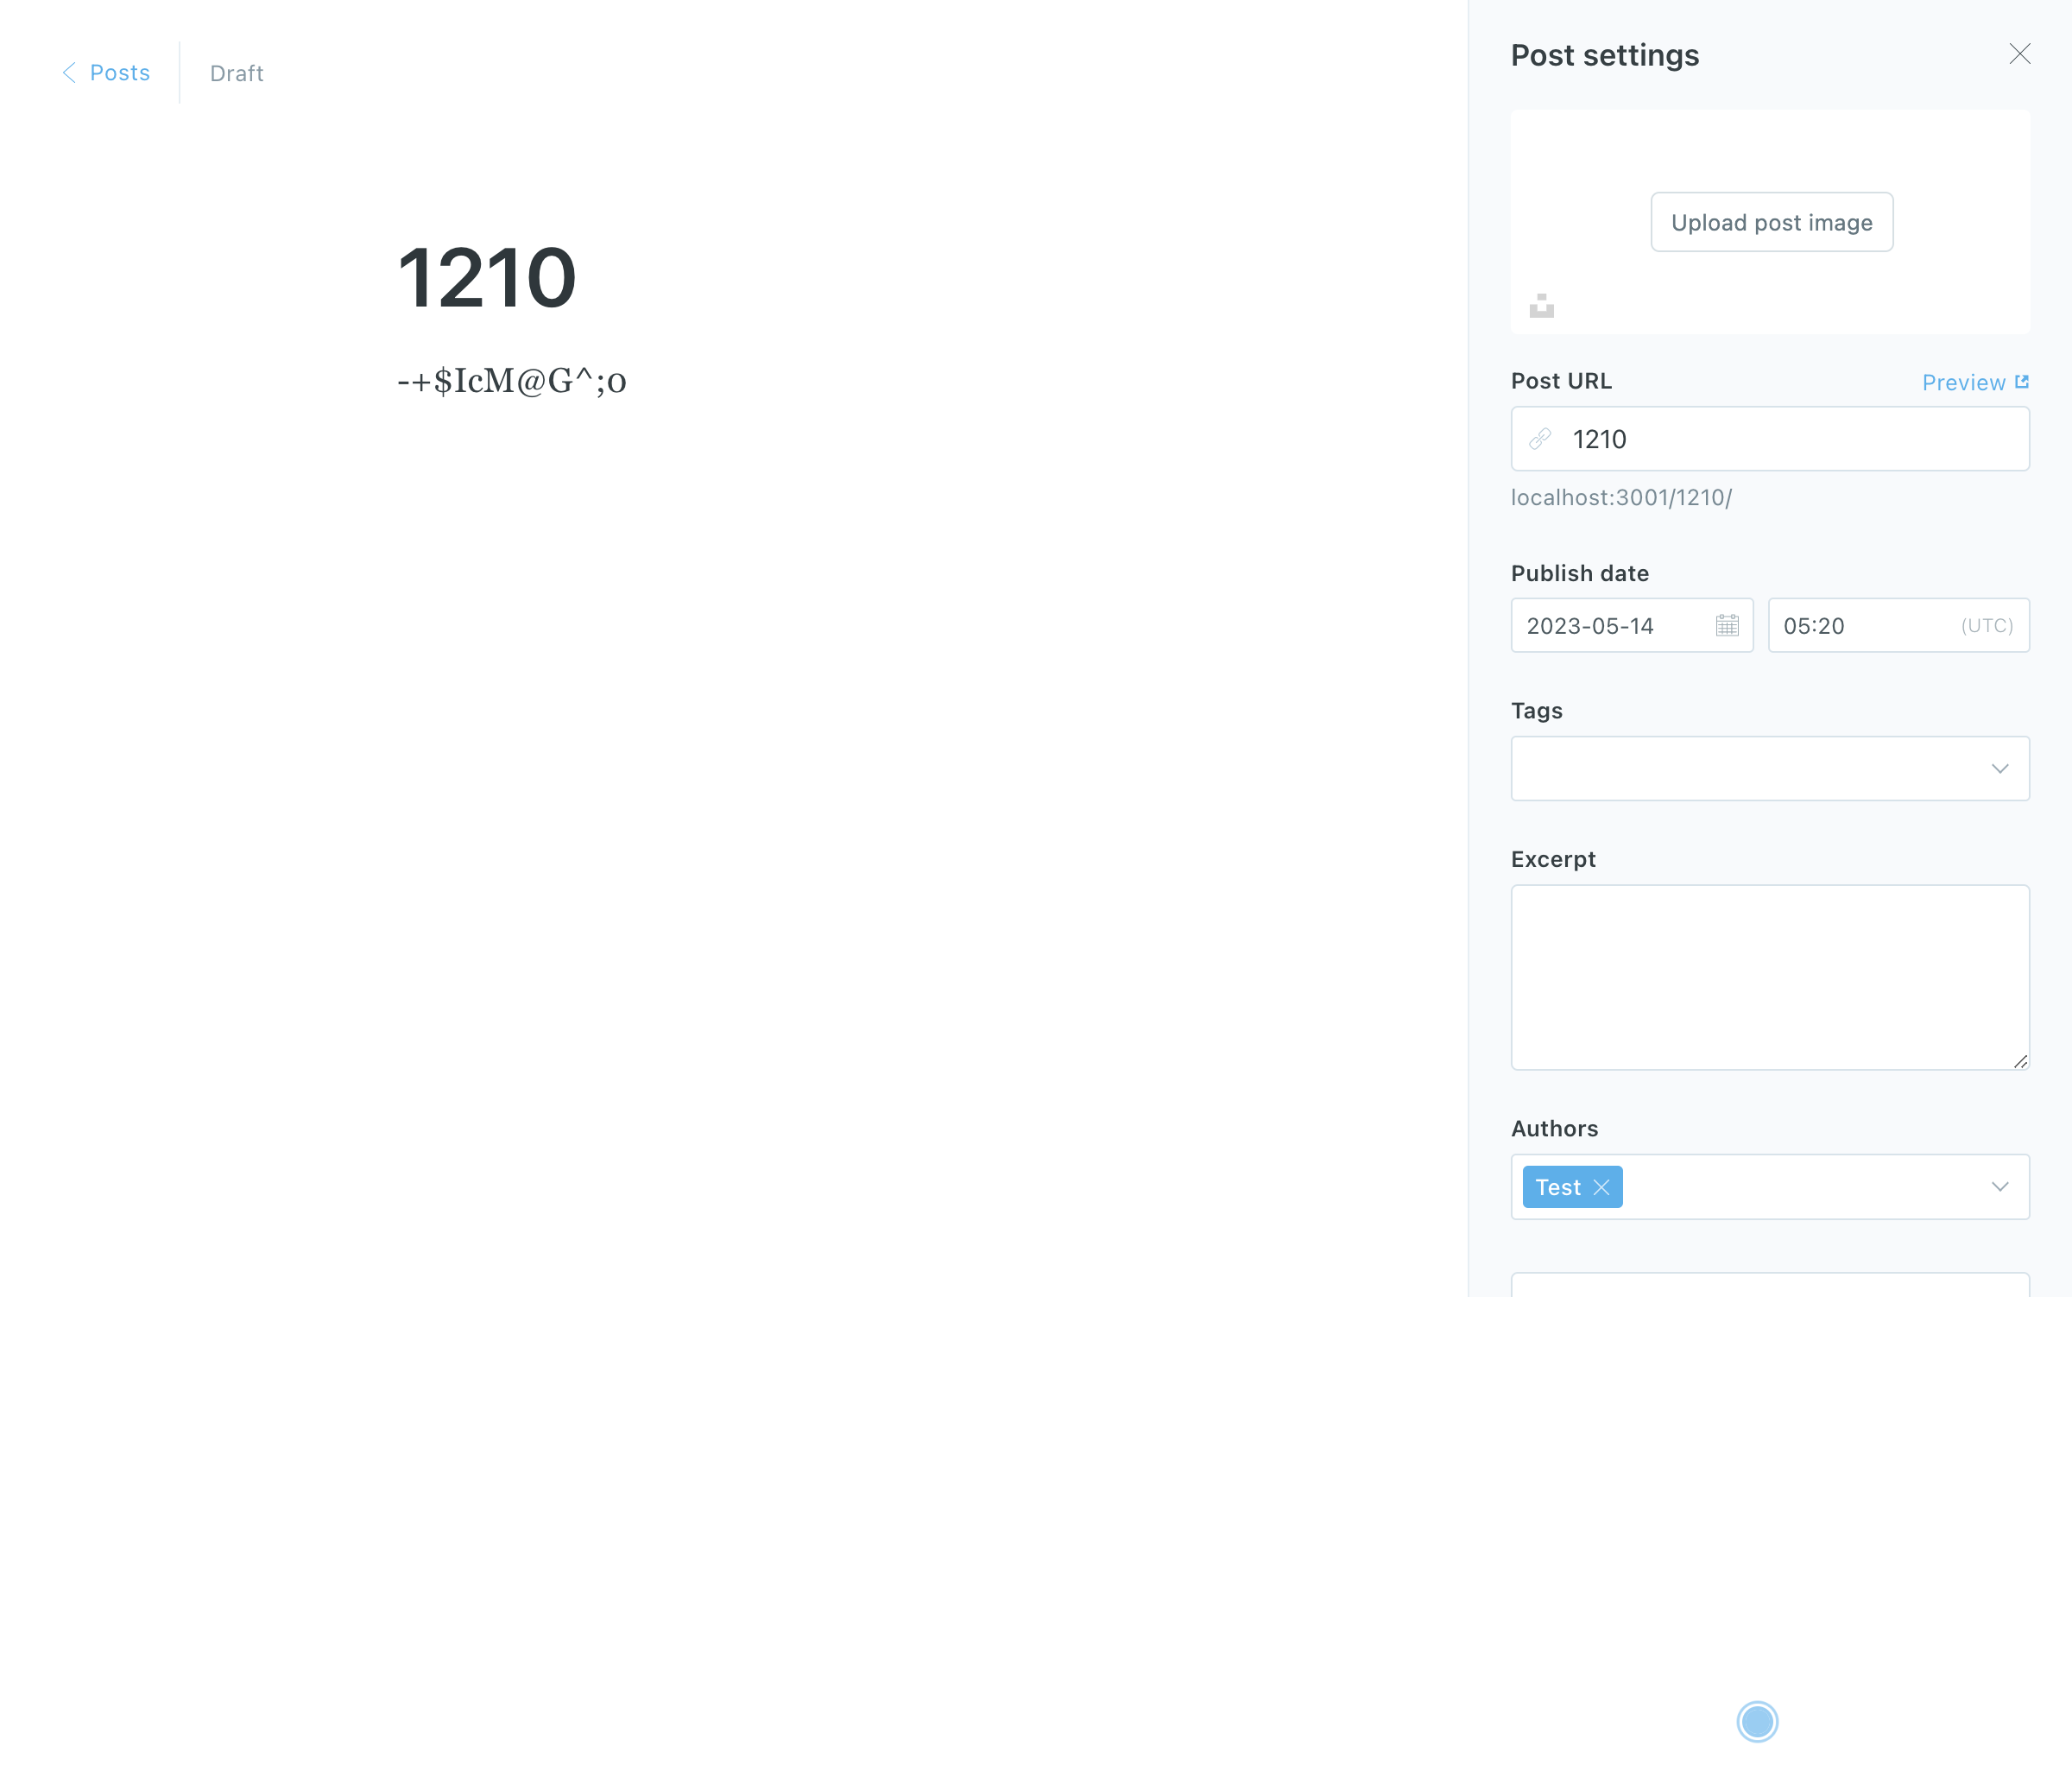 Posts
Draft
1210
-+$IcM@G^;o
Post settings
Upload post image
Post URL
Preview
1210
localhost:3001/1210/
Publish date
2023-05-14
05:20
(UTC)
Tags
Excerpt
Authors
Test